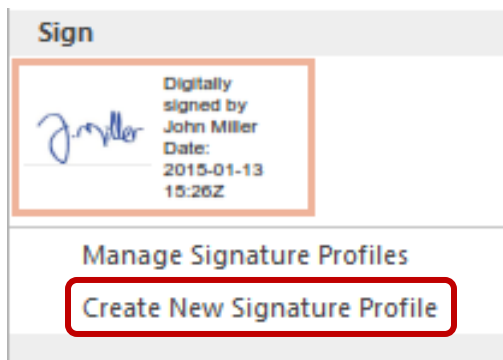 Sign
J. Miller
Digitally
signed by
John Miller
Date:
2015-01-13
15:26Z
Manage Signature Profiles
Create New Signature Profile